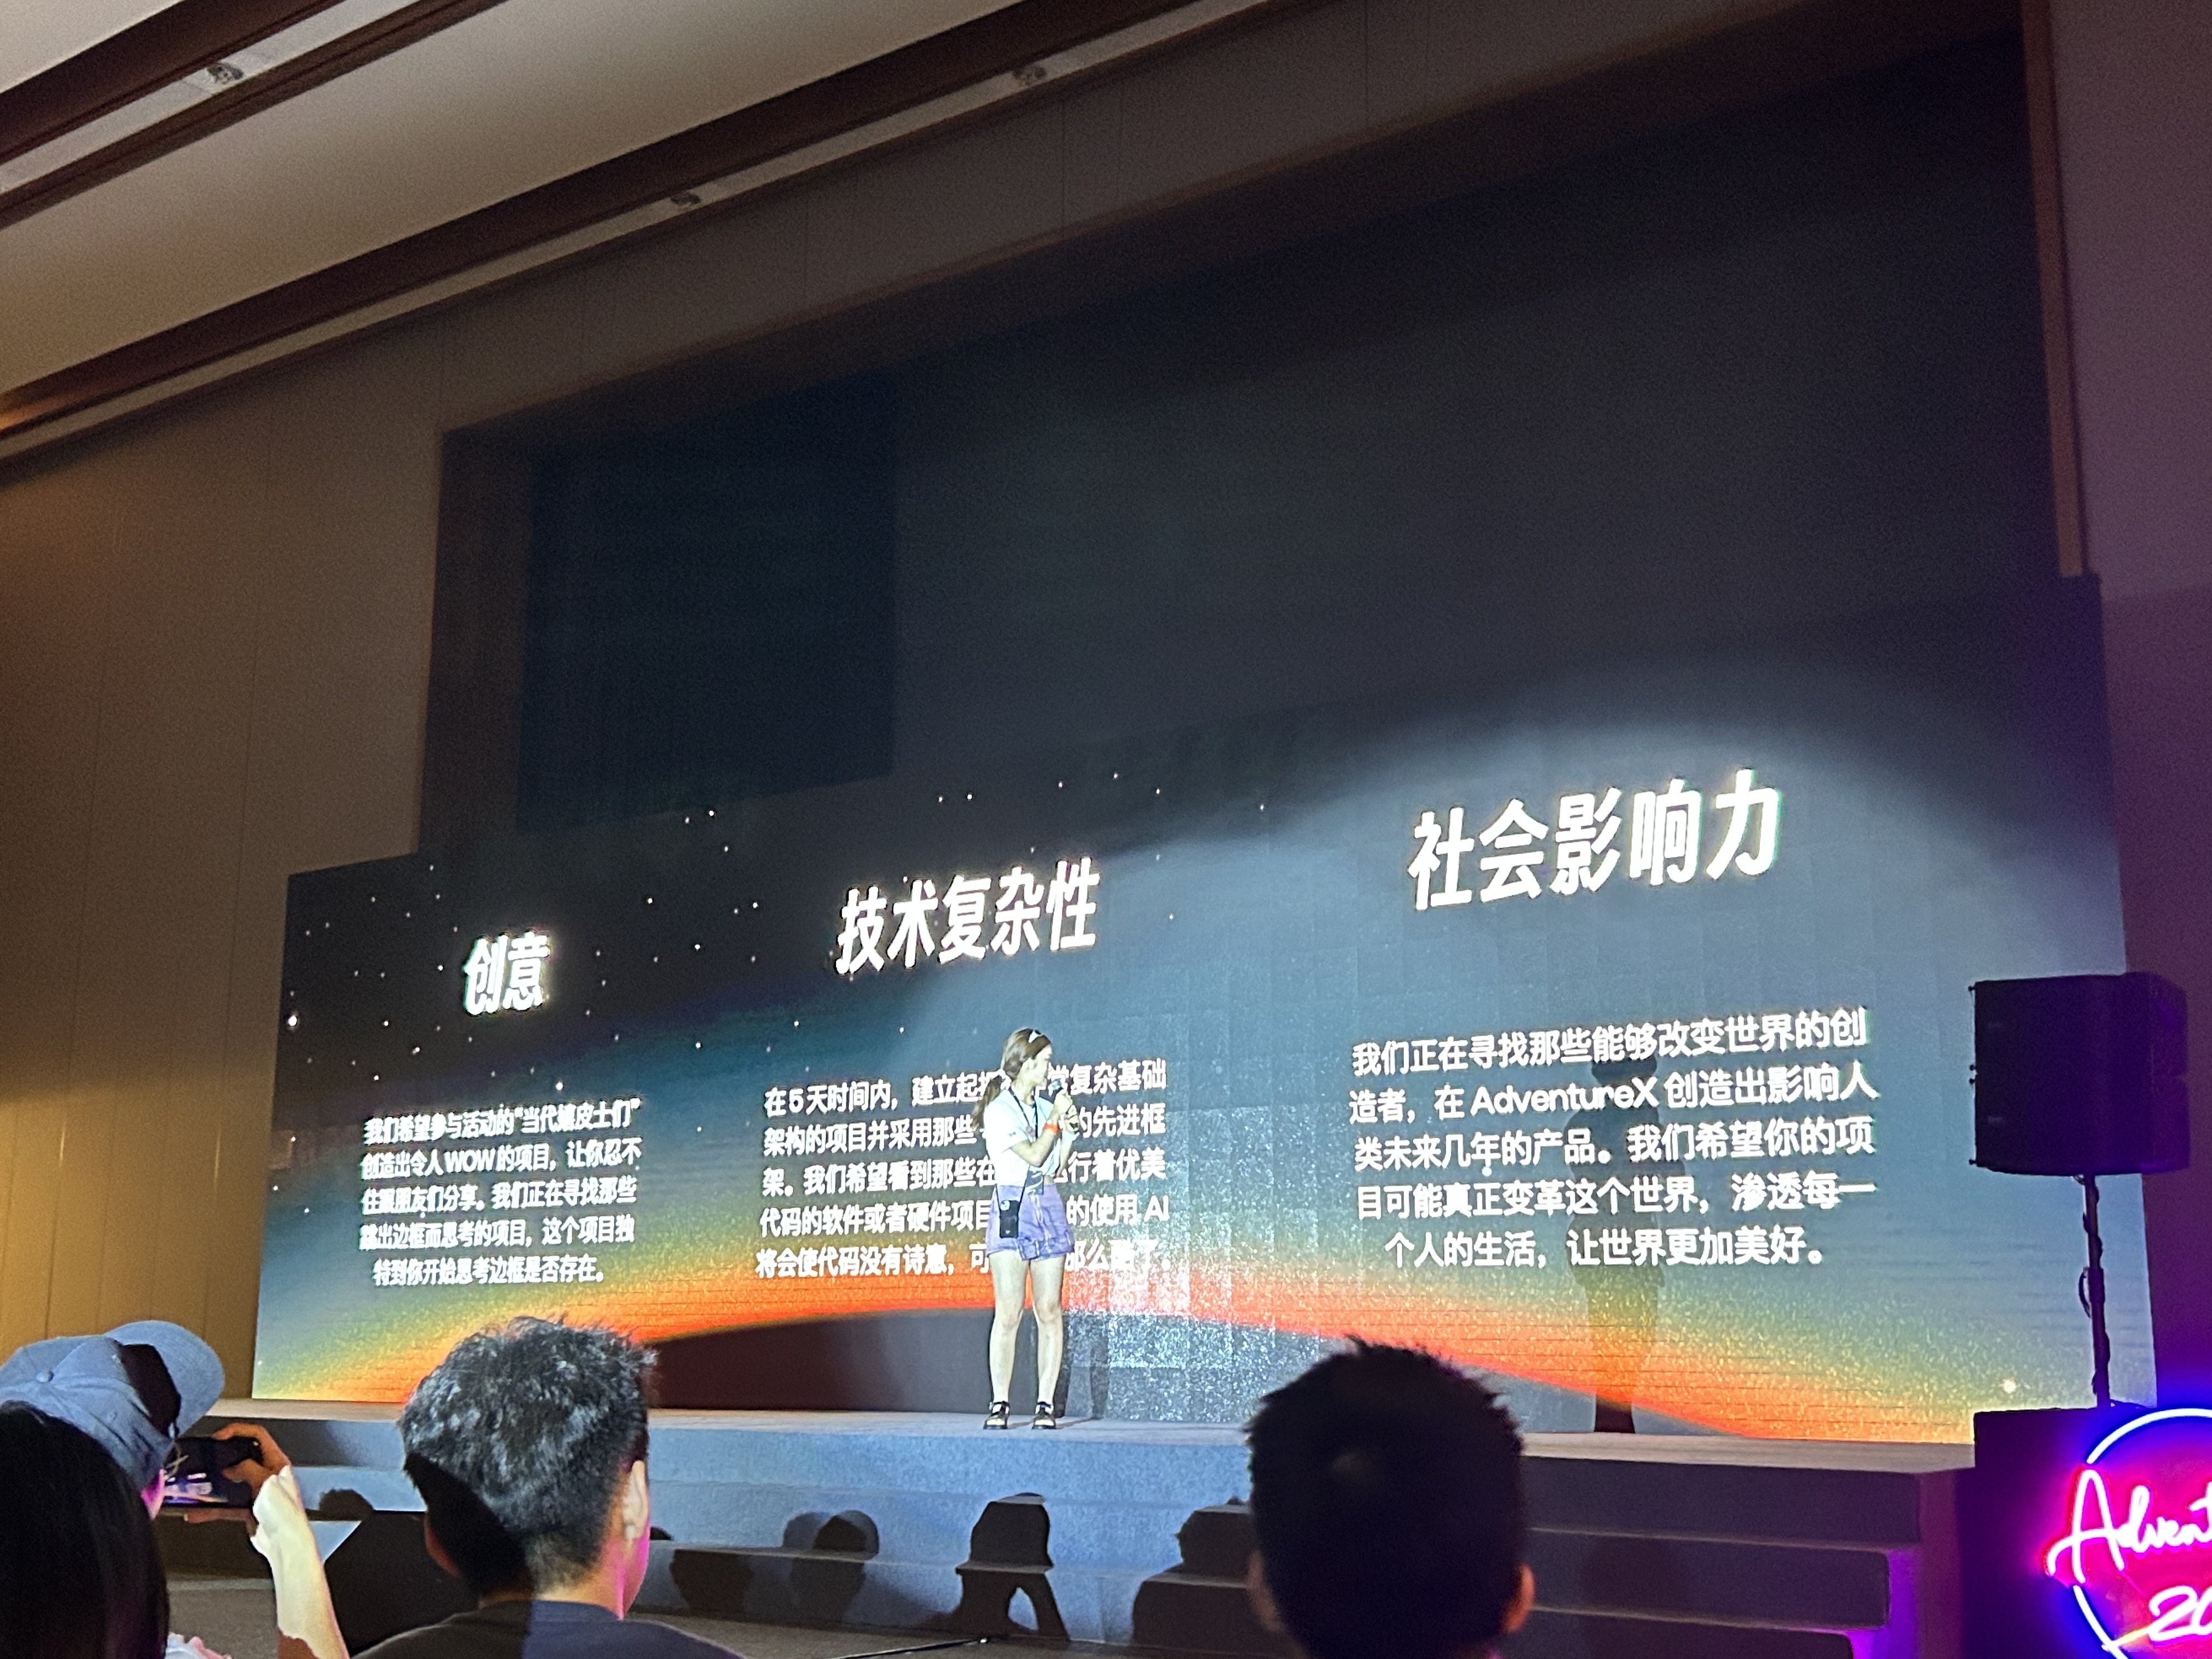 创意
我们希望参与活动的“当代嬉皮士们”
创造出令人WOW的项目，让你忍不
住跟朋友们分享。我们正在寻找那些
跳出边框而思考的项目，这个项目独
特到你开始思考边框是否存在。
技术复杂性
在5天时间内，建立起 复杂基础
架构的项目并采用那些 的先进框
架。我们希望看到那些在 行着优美
代码的软件或者硬件项目 的使用 AI
将会使代码没有诗意，可 那么 了。
社会影响力
我们正在寻找那些能够改变世界的创
造者，在 AdventureX 创造出影响人
类未来几年的产品。我们希望你的项
目可能真正变革这个世界，渗透每一
个人的生活，让世界更加美好。
Advent
20